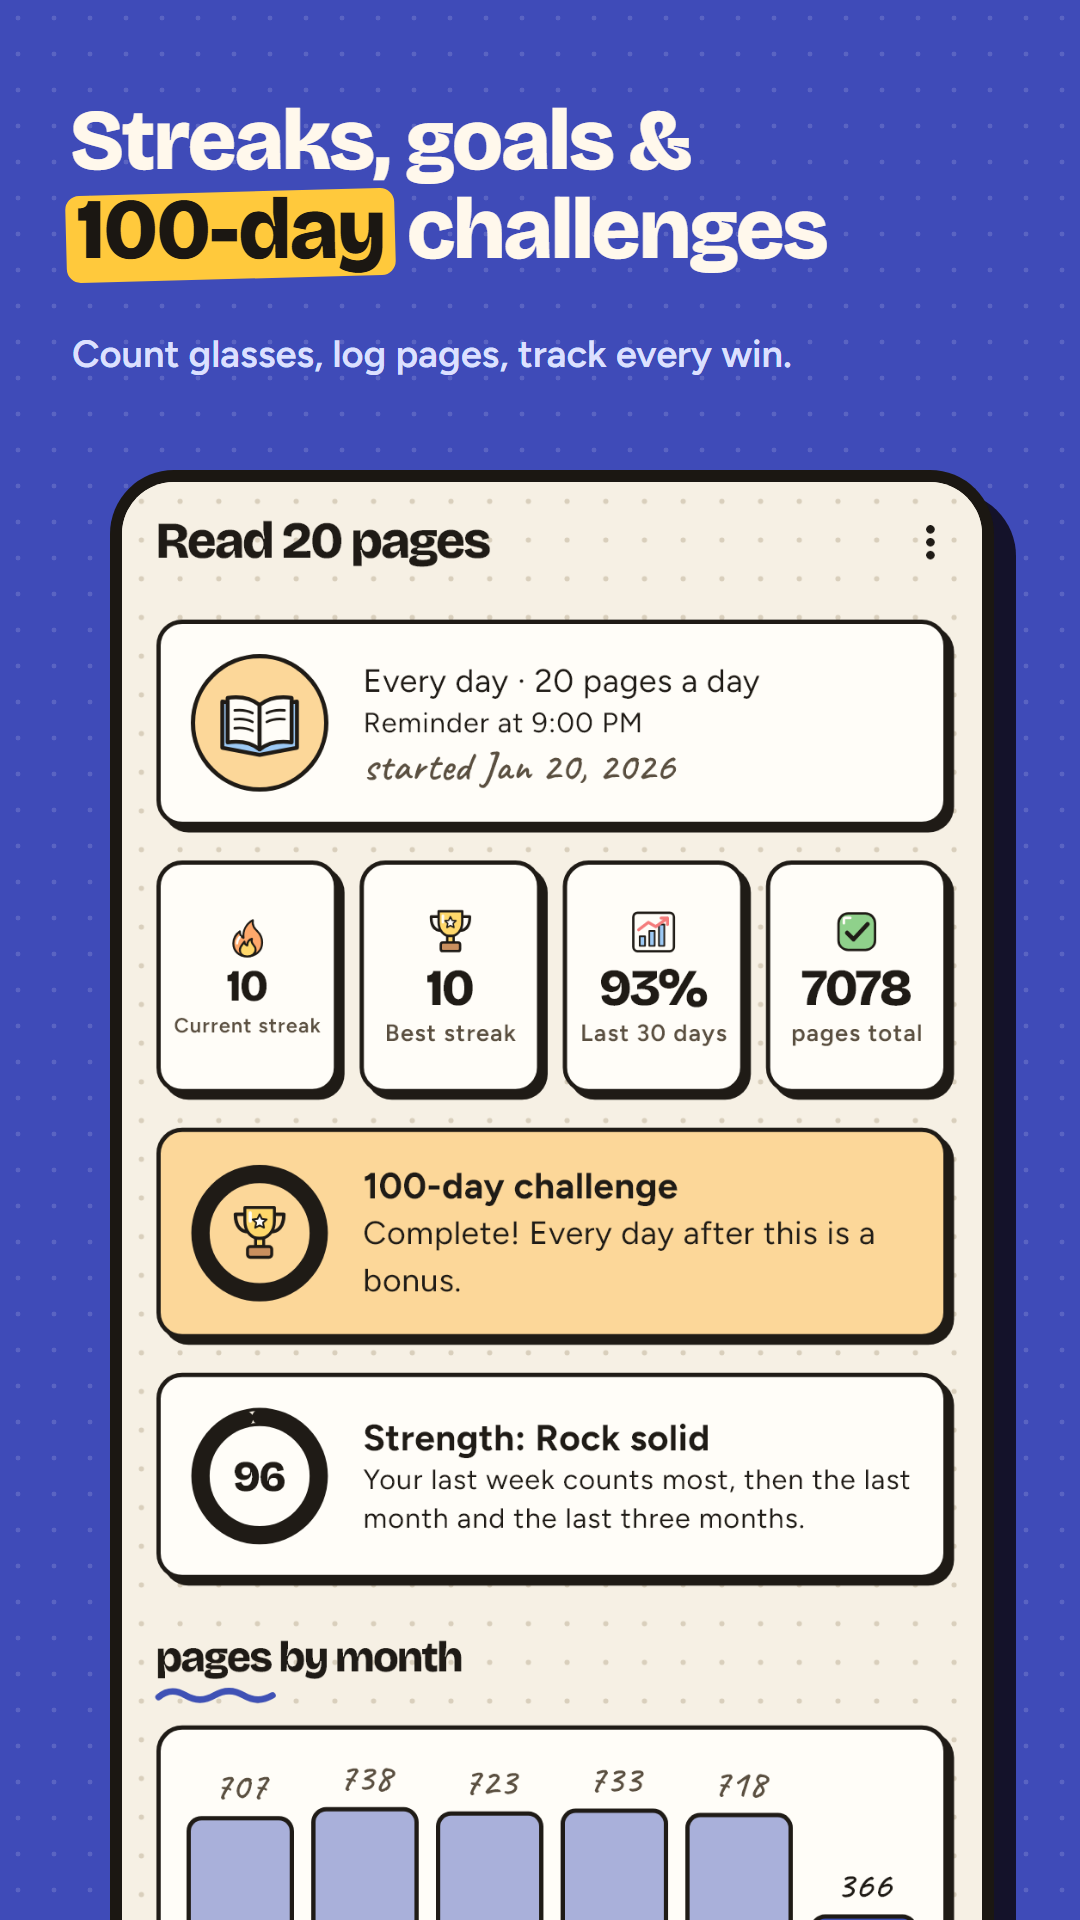 Streaks, goals &
100-day challenges
Count glasses, log pages, track every win.
Read 20 pages
Every day · 20 pages a day
Reminder at 9:00 PM
started Jan 20, 2026
10
Current streak
10
Best streak
93%
Last 30 days
7078
pages total
100-day challenge
Complete! Every day after this is a
bonus.
96
Strength: Rock solid
Your last week counts most, then the last
month and the last three months.
pages by month
707 738 723 733 718 366